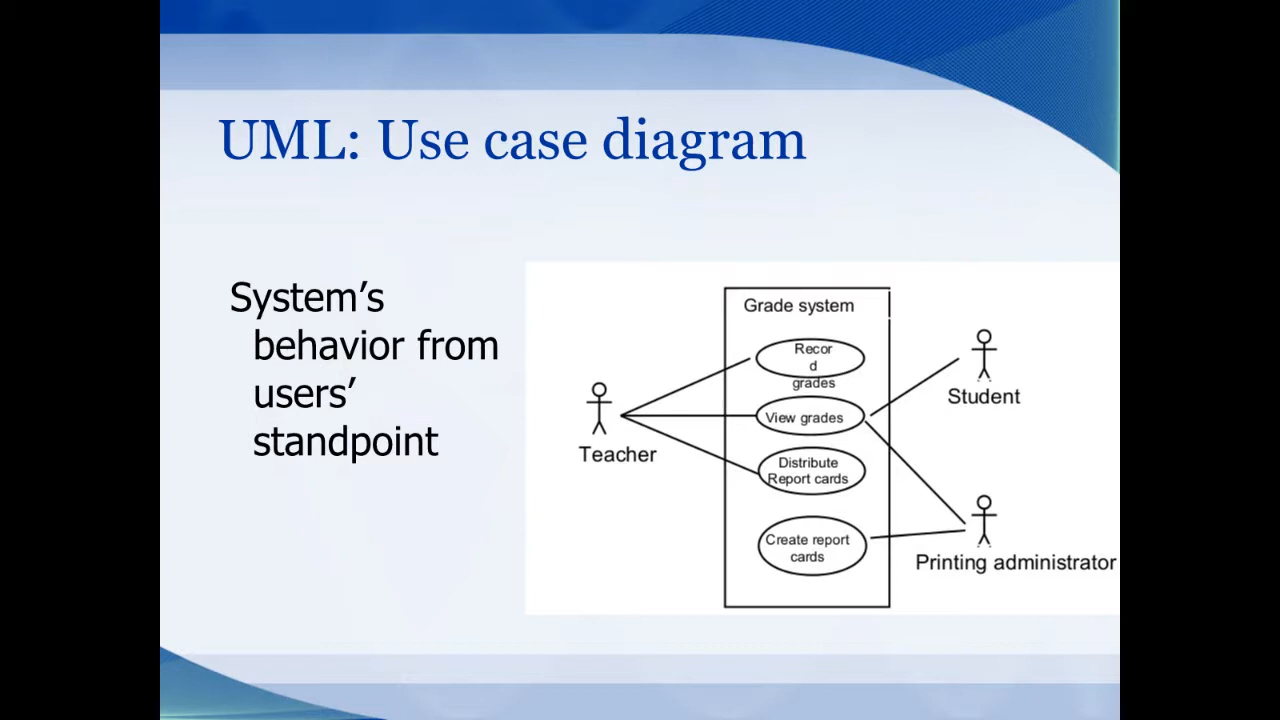 UML: Use case diagram
System’s
behavior from
users’
standpoint
Grade system
Recor
d
grades
View grades
Distribute
Report cards
Create report
cards
Teacher
Student
Printing administrator